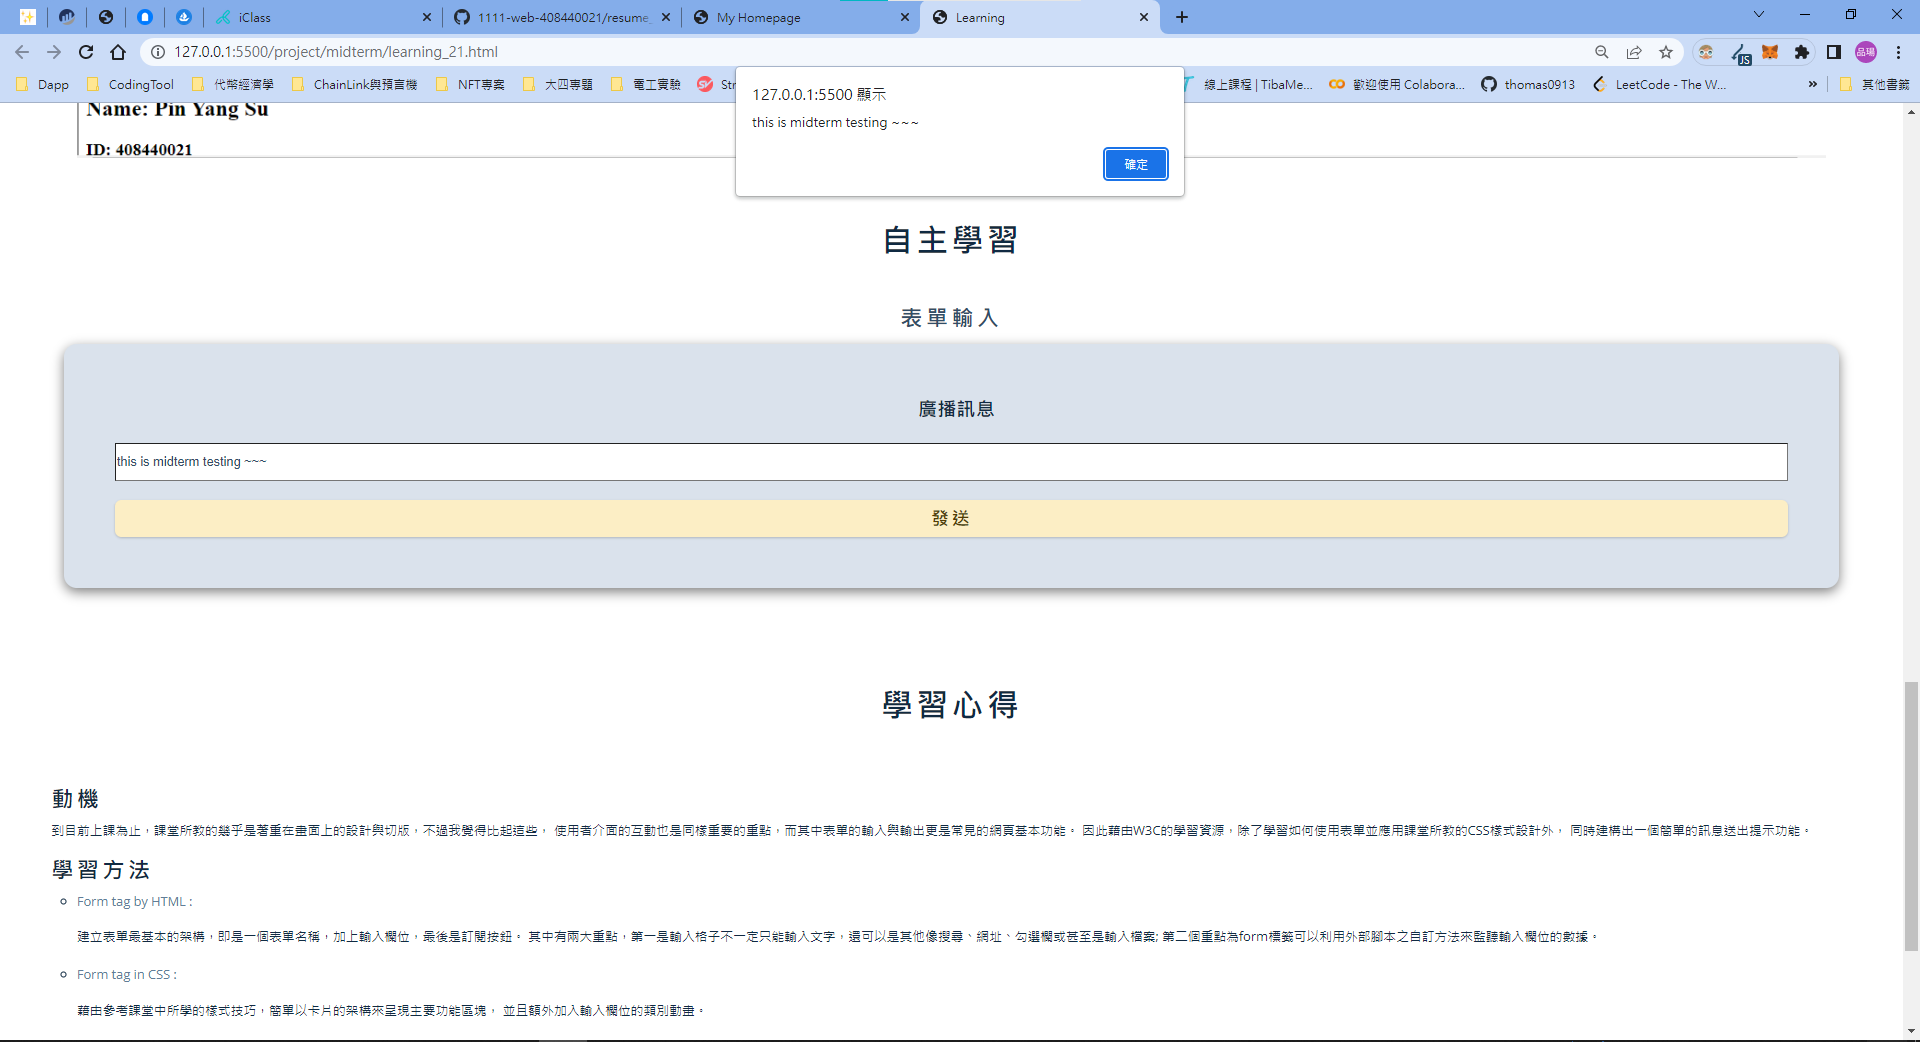 iClass
1111-web-408440021/resume_
My Homepage
Learning
127.0.0.1:5500/project/midterm/learning_21.html
JS
品瑒
Dapp
CodingTool
代幣經濟學
ChainLink與預言機
NFT專案
大四專題
電工實驗
Str
線上課程 | TibaMe...
歡迎使用 Colabora...
thomas0913
LeetCode - The W...
»
其他書籤
127.0.0.1:5500 顯示
this is midterm testing ~~~
確定
Name: Pin Yang Su
ID: 408440021
自主學習
表單輸入
廣播訊息
this is midterm testing ~~~
發送
學習心得
動機
到目前上課為止，課堂所教的幾乎是著重在畫面上的設計與切版，不過我覺得比起這些， 使用者介面的互動也是同樣重要的重點，而其中表單的輸入與輸出更是常見的網頁基本功能。 因此藉由W3C的學習資源，除了學習如何使用表單並應用課堂所教的CSS樣式設計外， 同時建構出一個簡單的訊息送出提示功能。
學習方法
Form tag by HTML :
建立表單最基本的架構，即是一個表單名稱，加上輸入欄位，最後是訂閱按鈕。 其中有兩大重點，第一是輸入格子不一定只能輸入文字，還可以是其他像搜尋、網址、勾選欄或甚至是輸入檔案; 第二個重點為form標籤可以利用外部腳本之自訂方法來監聽輸入欄位的數據。
Form tag in CSS :
藉由參考課堂中所學的樣式技巧，簡單以卡片的架構來呈現主要功能區塊， 並且額外加入輸入欄位的類別動畫。